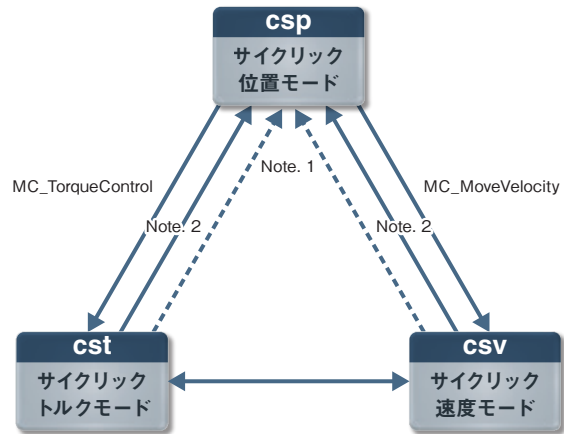 csp
サイクリック
位置モード
Note. 1
MC_TorqueControl
MC_MoveVelocity
Note. 2
Note. 2
cst
サイクリック
トルクモード
csv
サイクリック
速度モード